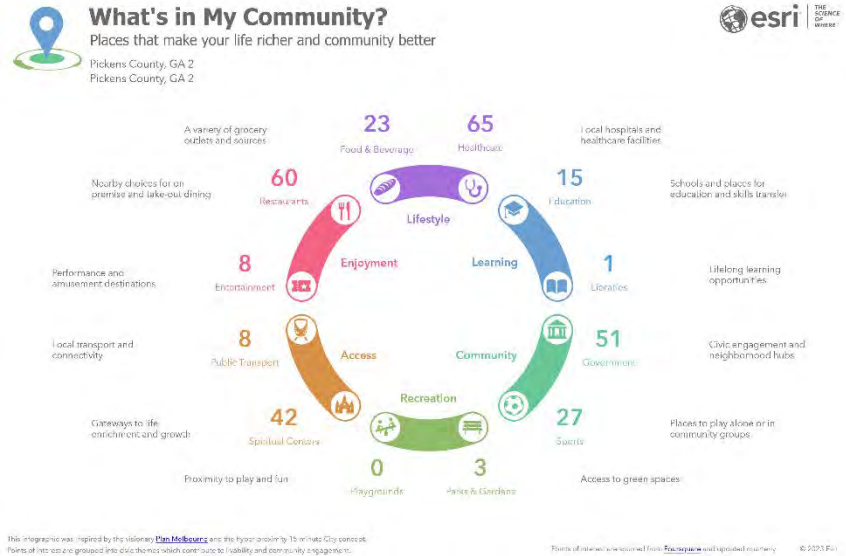 What's in My Community?
Places that make your life richer and community better
Pickens County, GA 2
Pickens County, GA 2
esri
THE
SCIENCE
OF
WHERE
A variety of grocery
outlets and sources
23
Food & Beverage
65
Healthcare
Local hospitals and
healthcare facilities
Nearby choices for on
premise and take-out dining
60
Restaurants
15
Education
Schools and places for
education and skills transfer
Lifestyle
Enjoyment
Learning
Performance and
amusement destinations
8
Entertainment
1
Libraries
Lifelong learning
opportunities
Local transport and
connectivity
8
Public Transport
Access
Community
51
Government
Civic engagement and
neighborhood hubs
Recreation
Gateways to life
enrichment and growth
42
Spiritual Centers
27
Sports
Places to play alone or in
community groups
Proximity to play and fun
0
Playgrounds
3
Parks & Gardens
Access to green spaces
This infographic was inspired by the visionary Plan Melbourne and the hyper proximity 15 minute City concept.
Points of interest are grouped into civic themes which contribute to livability and community engagement.
Points of interest are sourced from Foursquare and updated quarterly.
© 2023 Esri